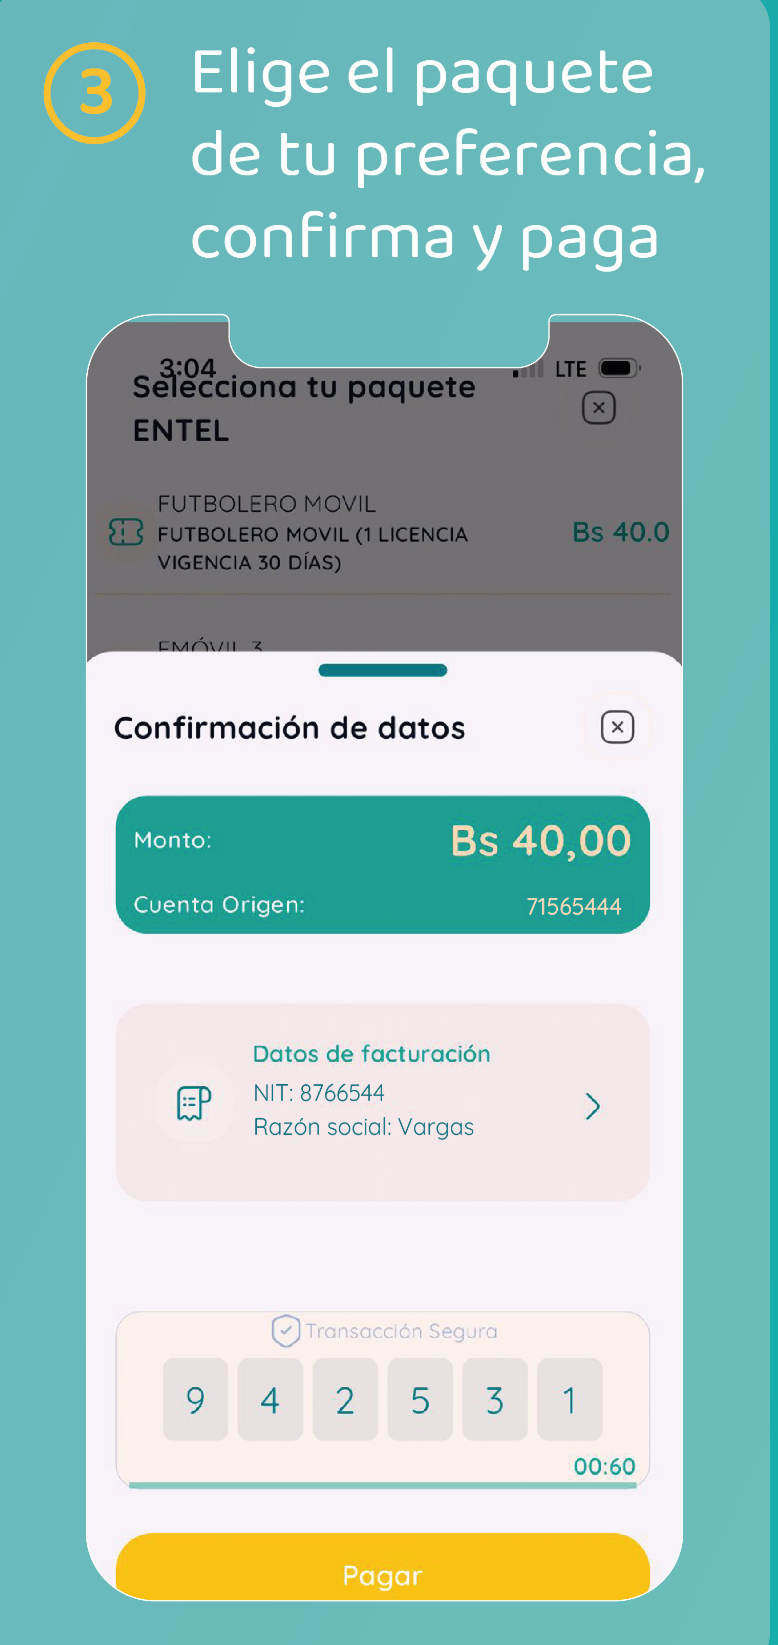 3
Elige el paquete
de tu preferencia,
confirma y paga
3:04
LTE
Selecciona tu paquete
ENTEL
FUTBOLERO MOVIL
FUTBOLERO MOVIL (1 LICENCIA
VIGENCIA 30 DÍAS)
Bs 40.0
EMÓVIL 3
Confirmación de datos
Monto:
Bs 40,00
Cuenta Origen:
71565444
Datos de facturación
NIT: 8766544
Razón social: Vargas
Transacción Segura
9 4 2 5 3 1
00:60
Pagar